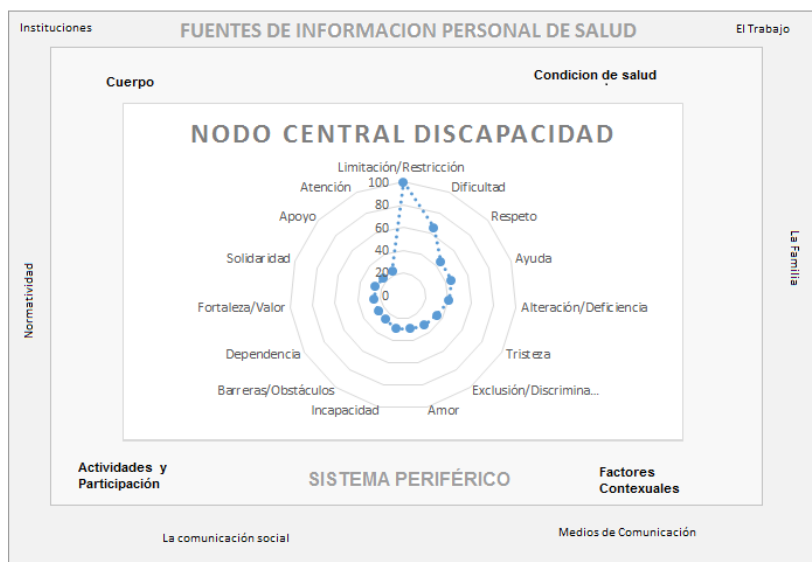 Instituciones
FUENTES DE INFORMACION PERSONAL DE SALUD
El Trabajo
Cuerpo
Condicion de salud
NODO CENTRAL DISCAPACIDAD
Limitación/Restricción
Atención
100
Dificultad
80
Apoyo
Respeto
60
Solidaridad
40
Ayuda
20
Fortaleza/Valor
0
Alteración/Deficiencia
Dependencia
Tristeza
Barreras/Obstáculos
Exclusión/Discrimina...
Incapacidad
Amor
Normatividad
La Familia
Actividades y
Participación
SISTEMA PERIFÉRICO
Factores
Contexuales
La comunicación social
Medios de Comunicación